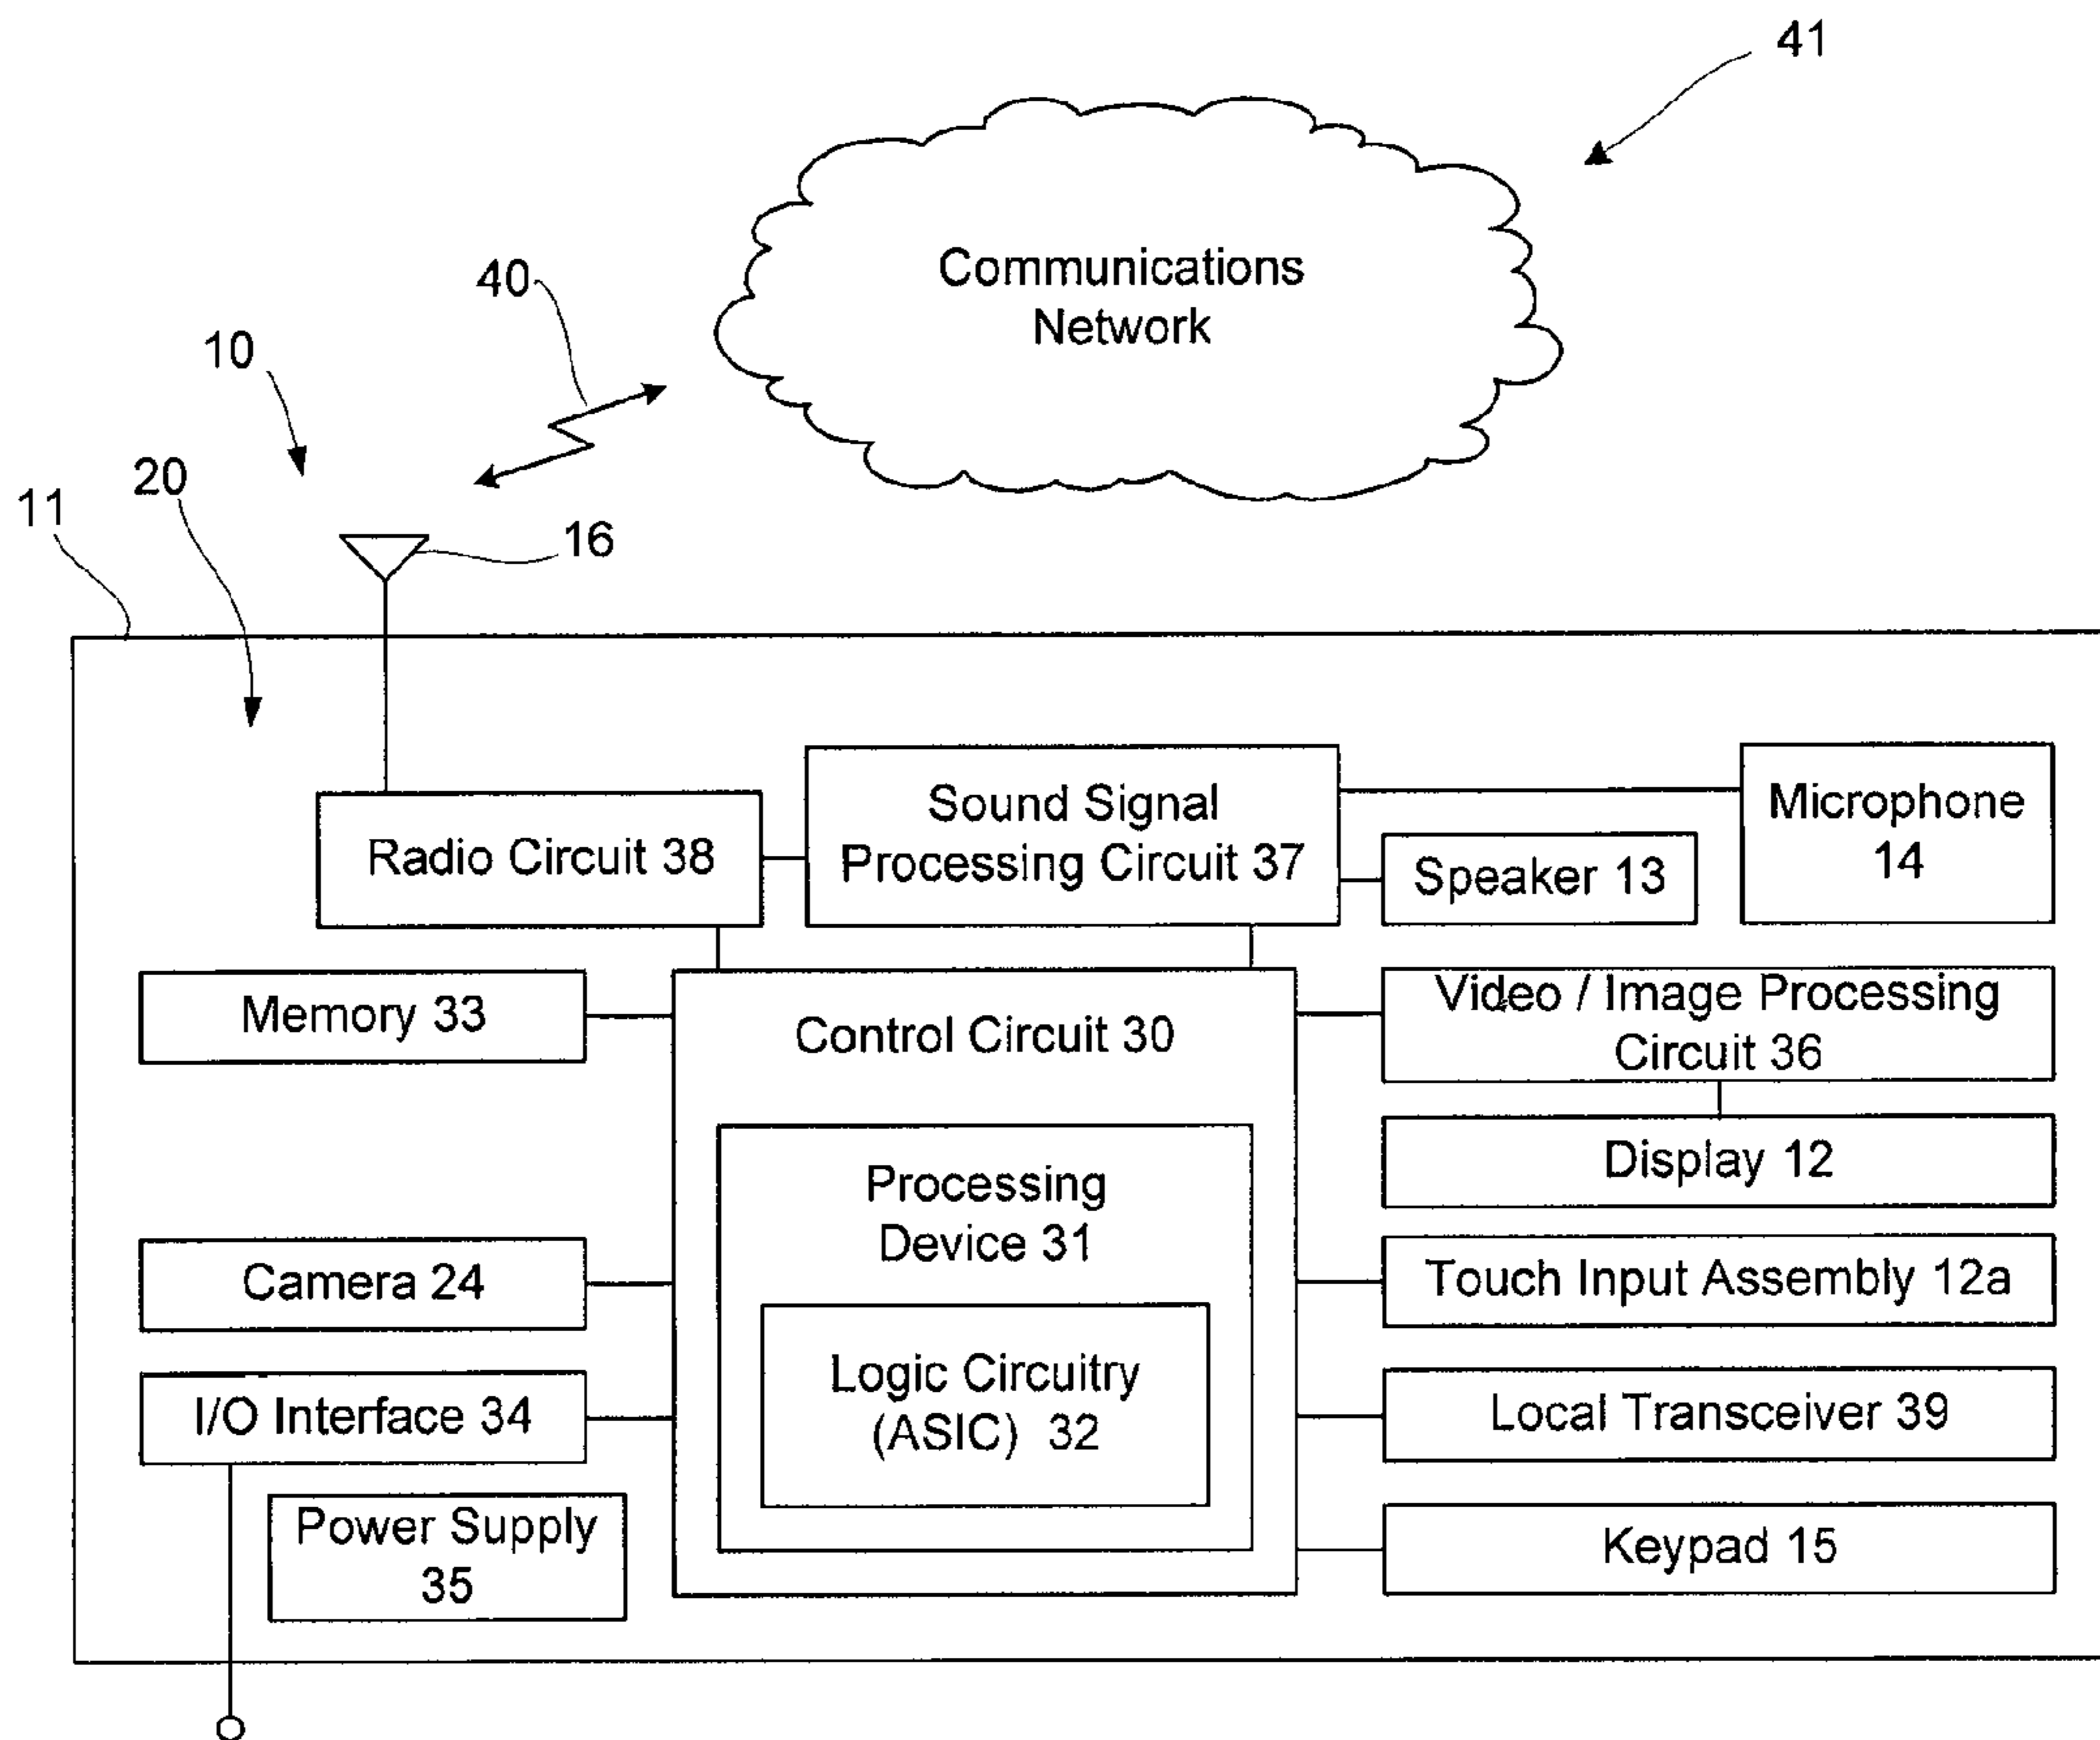 41
Communications
Network
40
10
20
11
16
Radio Circuit 38
Sound Signal
Processing Circuit 37
Microphone
14
Speaker 13
Memory 33
Control Circuit 30
Video / Image Processing
Circuit 36
Processing
Device 31
Display 12
Camera 24
Touch Input Assembly 12a
Logic Circuitry
(ASIC) 32
I/O Interface 34
Local Transceiver 39
Power Supply
35
Keypad 15